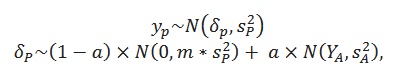 y_p~N(δ_p, s_P^2)
δ_P~(1 − a) × N(0, m * s_P^2) + a × N(Y_A, s_A^2),